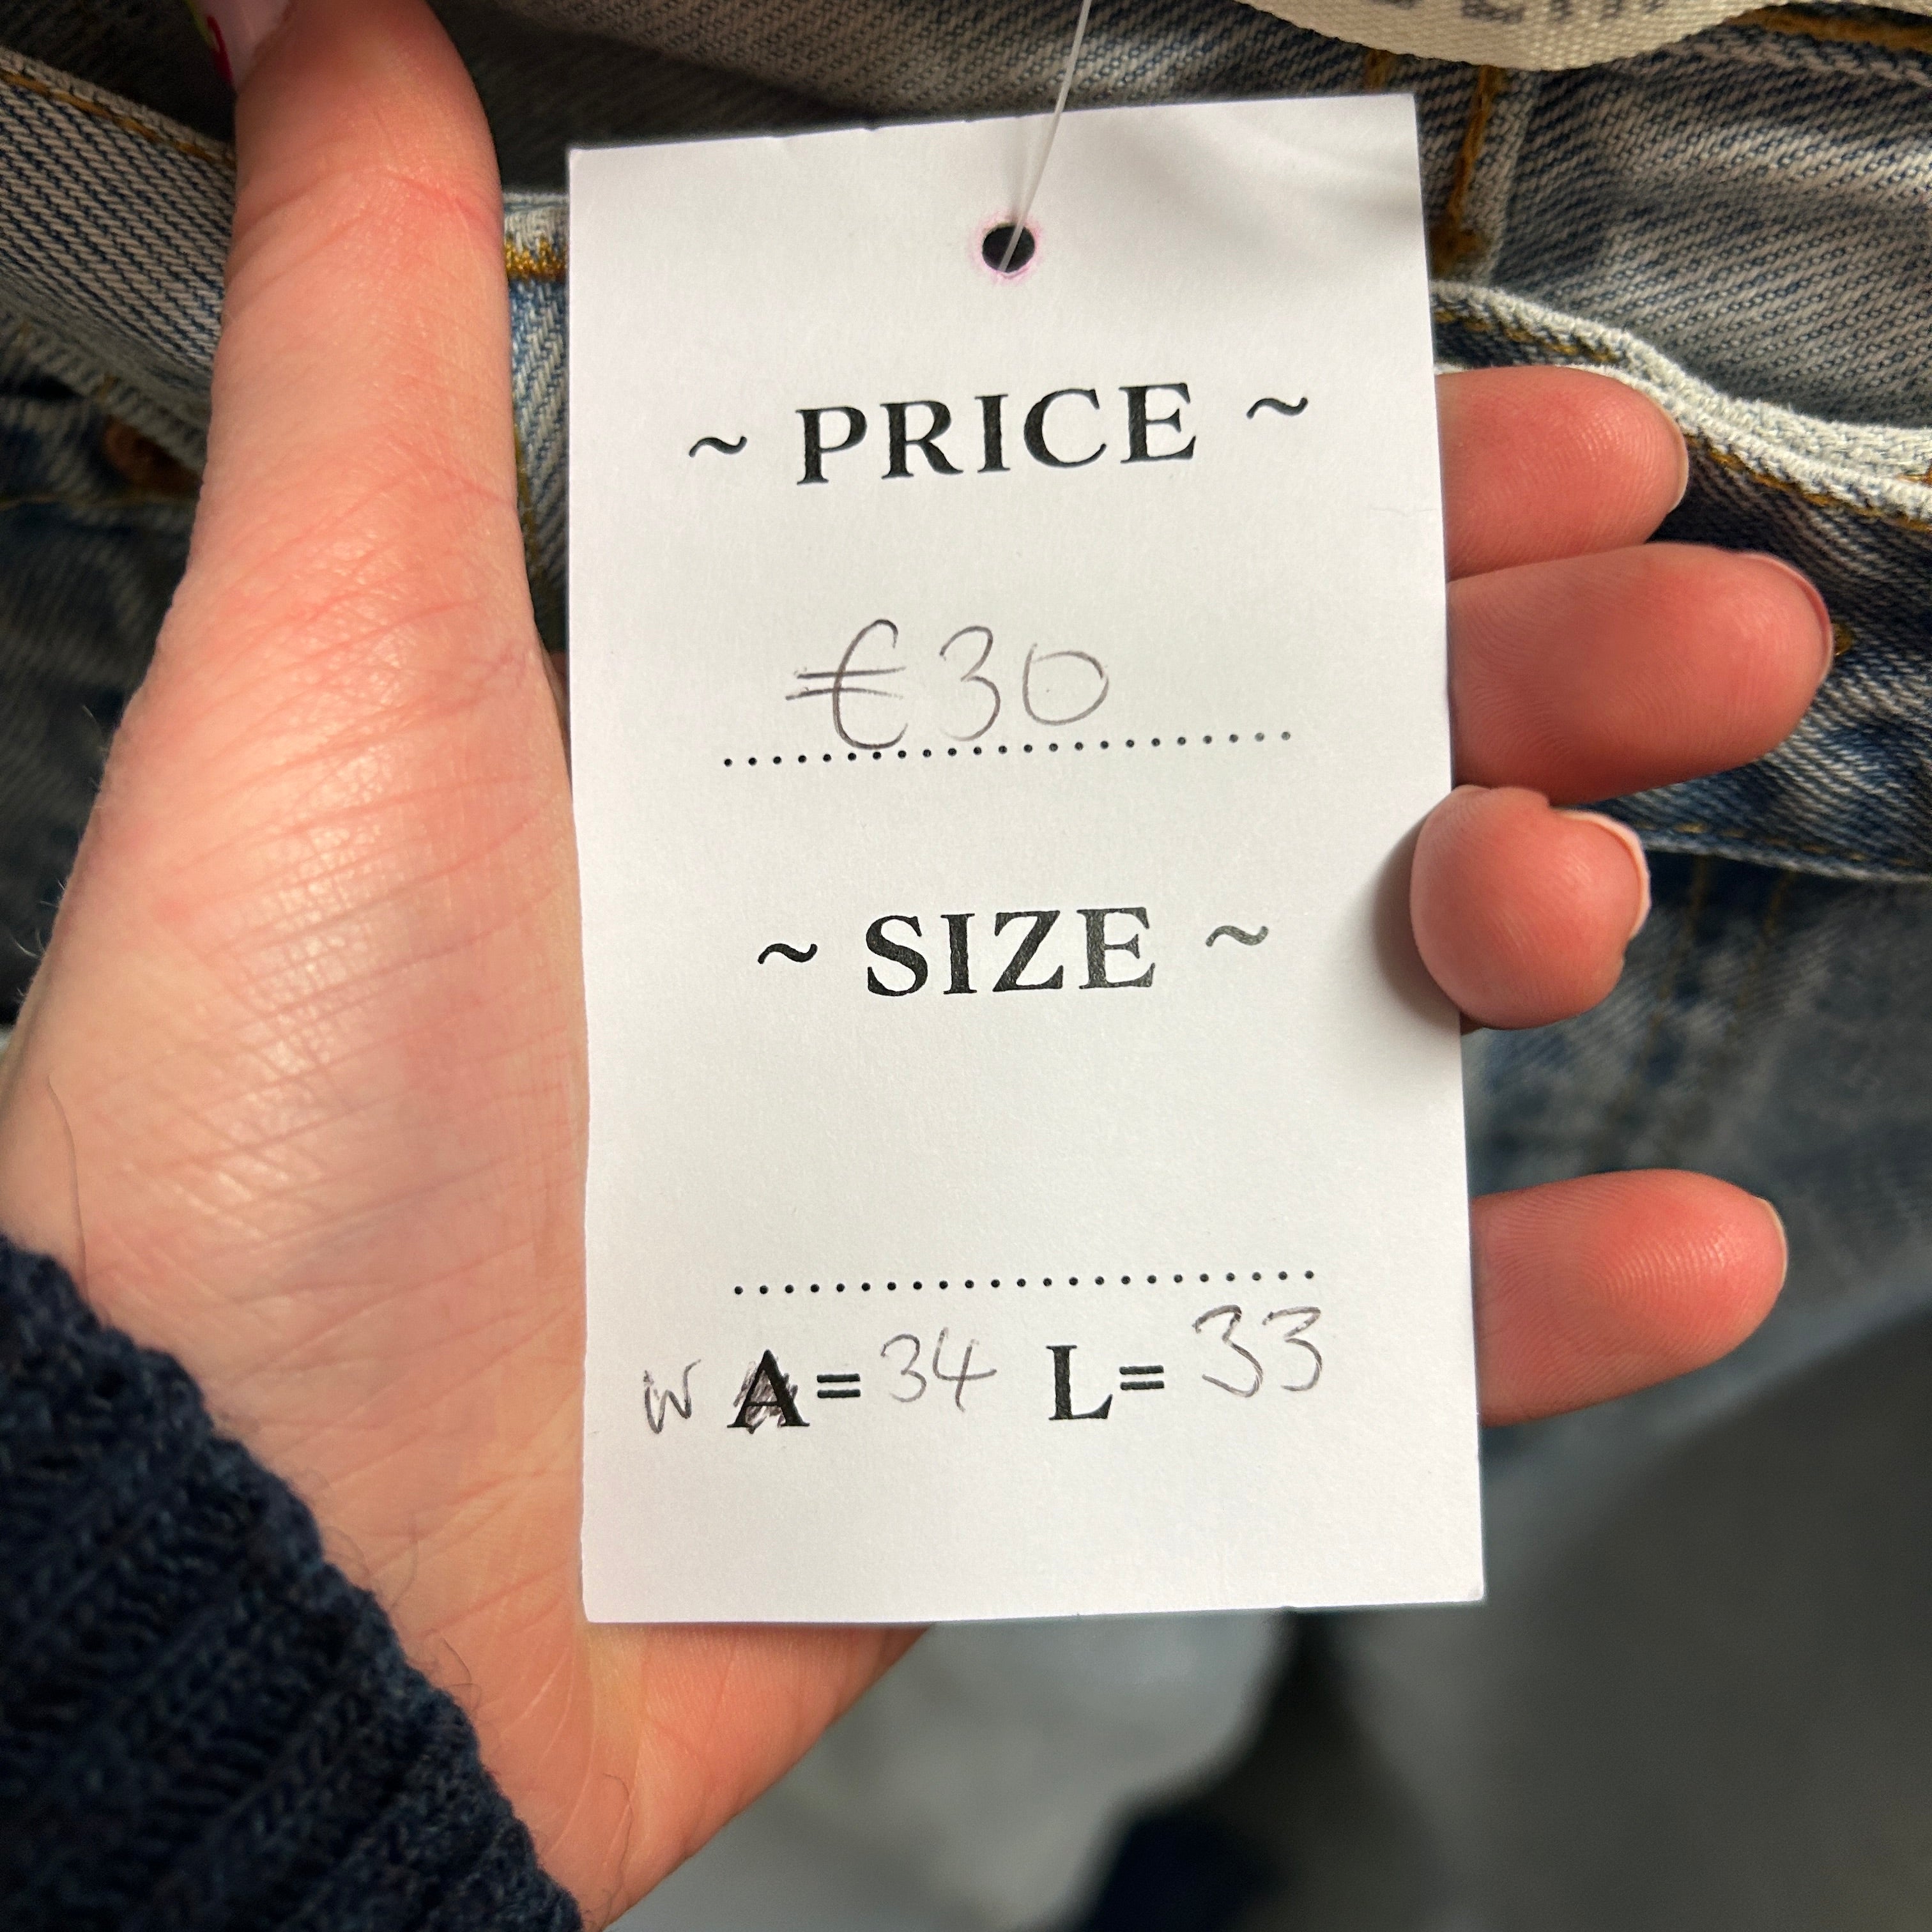 ~ PRICE ~
€30
~ SIZE ~
W A=34 L=33